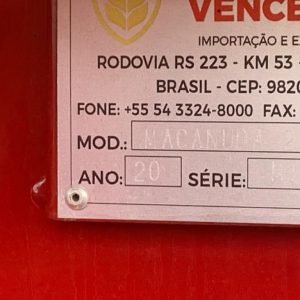 VENCE
IMPORTAÇÃO E E
RODOVIA RS 223 - KM 53 -
BRASIL - CEP: 9820
FONE: +55 54 3324-8000 FAX:
MOD.:
ANO: 20 SÉRIE: